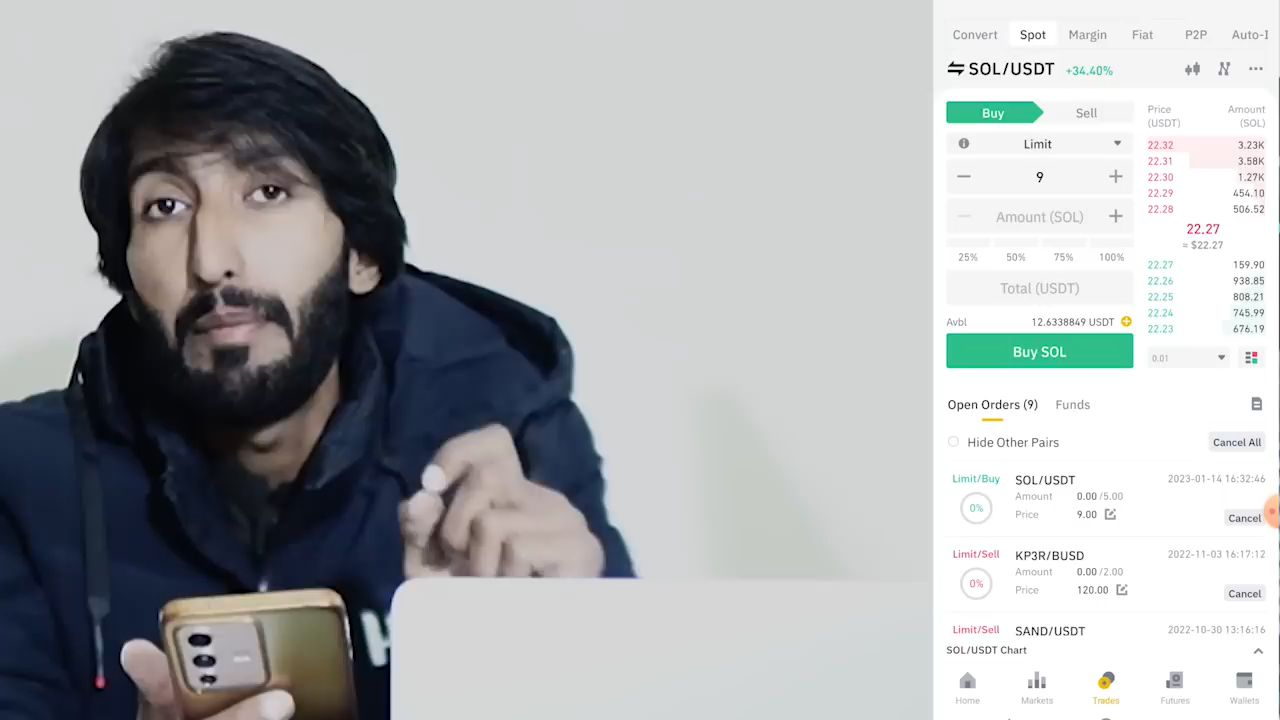 Convert Spot Margin Fiat P2P Auto-I
SOL/USDT +34.40%
Buy Sell
Limit
9
Amount (SOL)
25% 50% 75% 100%
Total (USDT)
Avbl 12.6338849 USDT
Buy SOL
Price (USDT) Amount (SOL)
22.32 3.23K
22.31 3.58K
22.30 1.27K
22.29 454.10
22.28 506.52
22.27
≈ $22.27
22.27 159.90
22.26 938.85
22.25 808.21
22.24 745.99
22.23 676.19
0.01
Open Orders (9) Funds
Hide Other Pairs Cancel All
Limit/Buy SOL/USDT 2023-01-14 16:32:46
0% Amount 0.00 /5.00
Price 9.00 Cancel
Limit/Sell KP3R/BUSD 2022-11-03 16:17:12
0% Amount 0.00 /2.00
Price 120.00 Cancel
Limit/Sell SAND/USDT 2022-10-30 13:16:16
SOL/USDT Chart
Home Markets Trades Futures Wallets